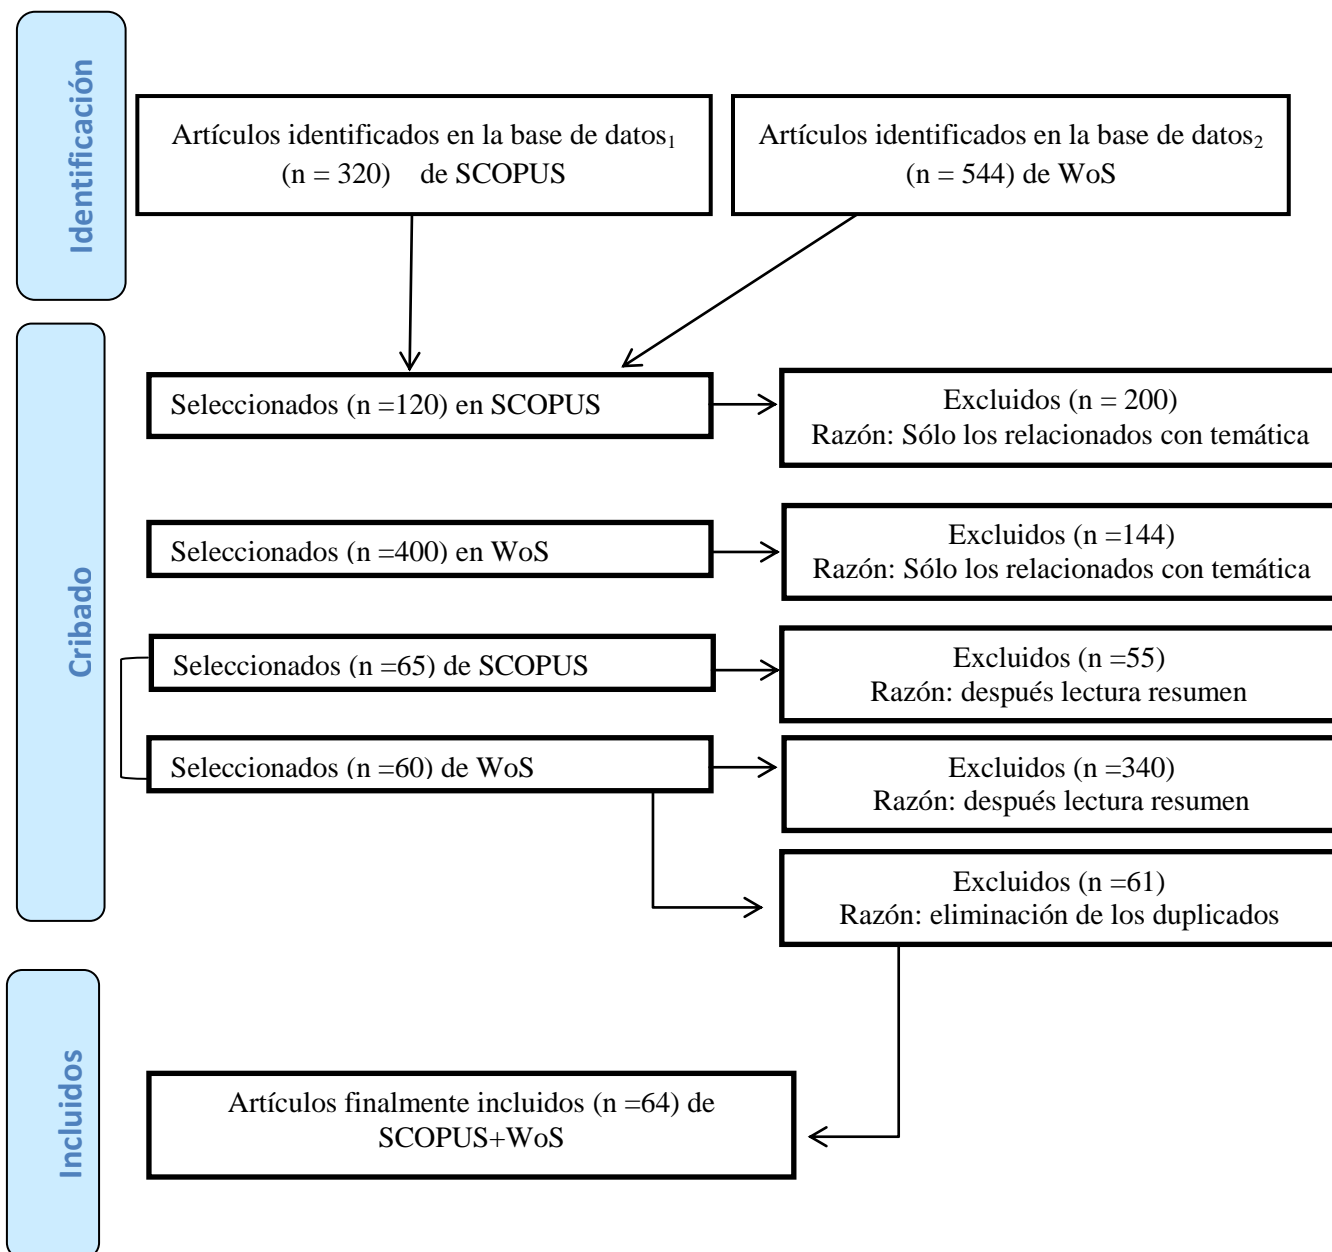 Identificación
Artículos identificados en la base de datos₁
(n = 320) de SCOPUS
Artículos identificados en la base de datos₂
(n = 544) de WoS
Cribado
Seleccionados (n =120) en SCOPUS
Excluidos (n = 200)
Razón: Sólo los relacionados con temática
Seleccionados (n =400) en WoS
Excluidos (n =144)
Razón: Sólo los relacionados con temática
Seleccionados (n =65) de SCOPUS
Excluidos (n =55)
Razón: después lectura resumen
Seleccionados (n =60) de WoS
Excluidos (n =340)
Razón: después lectura resumen
Excluidos (n =61)
Razón: eliminación de los duplicados
Incluidos
Artículos finalmente incluidos (n =64) de
SCOPUS+WoS